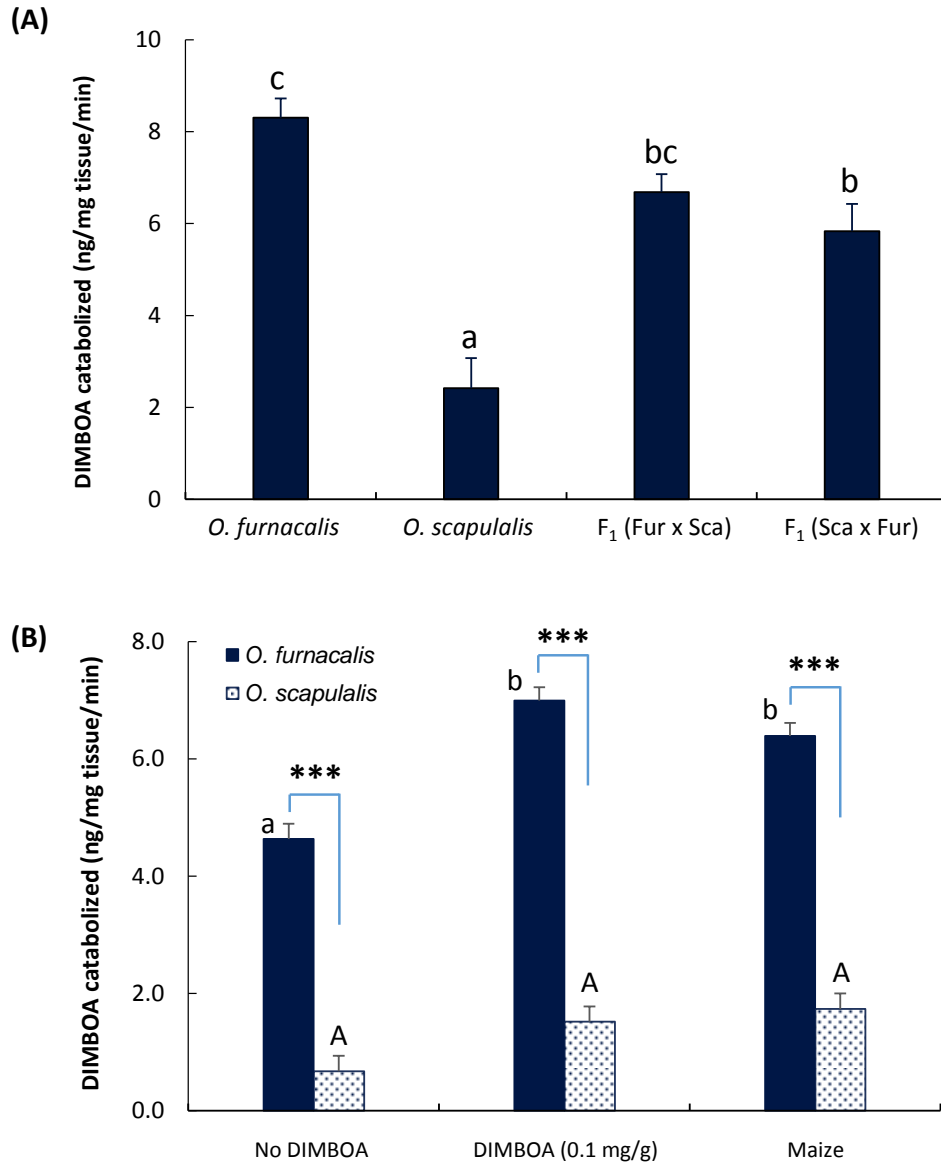 (A)
DIMBOA catabolized (ng/mg tissue/min)
10
8
6
4
2
0
c
a
bc
b
O. furnacalis
O. scapulalis
F1 (Fur x Sca)
F1 (Sca x Fur)
(B)
DIMBOA catabolized (ng/mg tissue/min)
8.0
6.0
4.0
2.0
0.0
O. furnacalis
O. scapulalis
***
a
A
***
b
A
***
b
A
No DIMBOA
DIMBOA (0.1 mg/g)
Maize